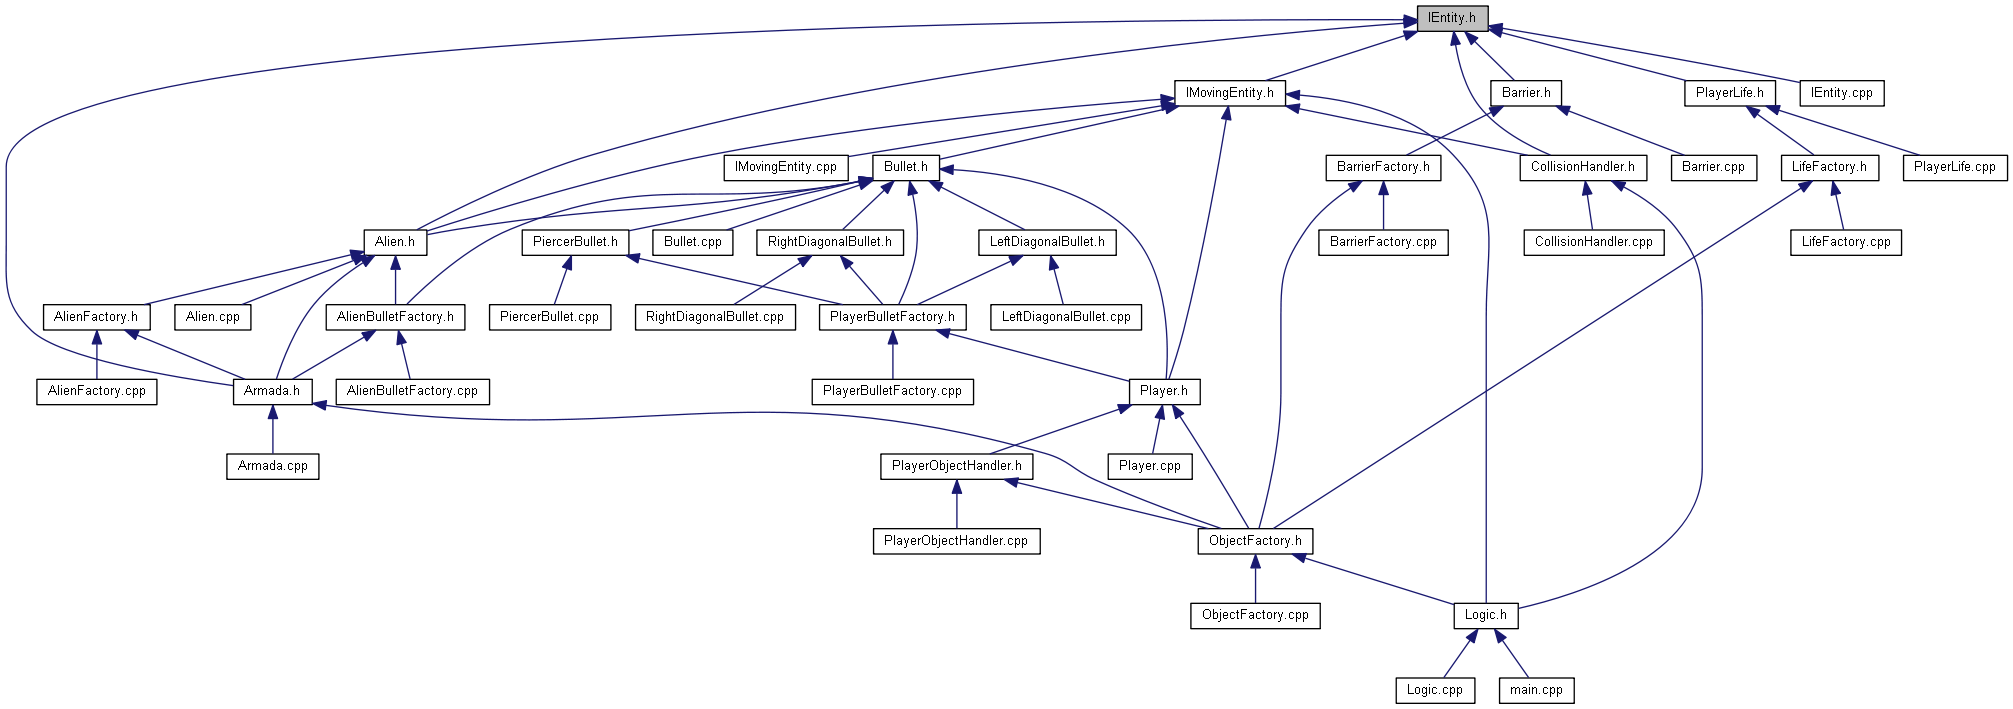 IEntity.h
IMovingEntity.h
Barrier.h
PlayerLife.h
IEntity.cpp
IMovingEntity.cpp
Bullet.h
BarrierFactory.h
CollisionHandler.h
Barrier.cpp
LifeFactory.h
PlayerLife.cpp
Alien.h
PiercerBullet.h
Bullet.cpp
RightDiagonalBullet.h
LeftDiagonalBullet.h
BarrierFactory.cpp
CollisionHandler.cpp
LifeFactory.cpp
AlienFactory.h
Alien.cpp
AlienBulletFactory.h
PiercerBullet.cpp
RightDiagonalBullet.cpp
PlayerBulletFactory.h
LeftDiagonalBullet.cpp
AlienFactory.cpp
Armada.h
AlienBulletFactory.cpp
PlayerBulletFactory.cpp
Player.h
Armada.cpp
PlayerObjectHandler.h
Player.cpp
PlayerObjectHandler.cpp
ObjectFactory.h
ObjectFactory.cpp
Logic.h
Logic.cpp
main.cpp